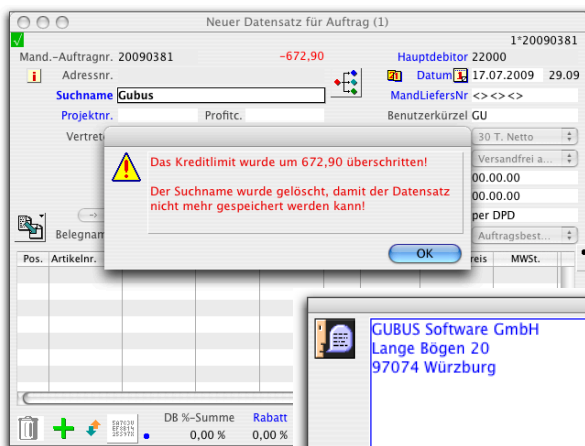 Neuer Datensatz für Auftrag (1)
1*20090381
Mand.-Auftragnr. 20090381 -672,90 Hauptdebitor 22000
Adressnr. Datum 17.07.2009 29.09
Suchname Gubus MandLiefersNr <> <> <>
Projektnr. Profitc. Benutzerkürzel GU
Vertrete 30 T. Netto
Das Kreditlimit wurde um 672,90 überschritten!
Versandfrei a...
Der Suchname wurde gelöscht, damit der Datensatz
nicht mehr gespeichert werden kann!
00.00.00
00.00.00
per DPD
Belegnam Auftragsbest...
OK
Pos. Artikelnr. reis MWSt.
GUBUS Software GmbH
Lange Bögen 20
97074 Würzburg
DB %-Summe Rabatt
0,00 % 0,00 %